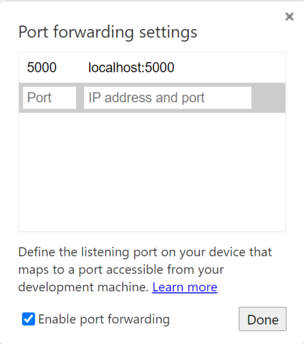 Port forwarding settings
5000 localhost:5000
Port IP address and port
Define the listening port on your device that
maps to a port accessible from your
development machine. Learn more
Enable port forwarding Done